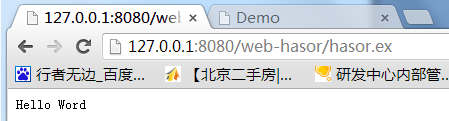 127.0.0.1:8080/web Demo
127.0.0.1:8080/web-hasor/hasor.ex
行者无边_百度... 【北京二手房|... 研发中心内部管...
Hello Word